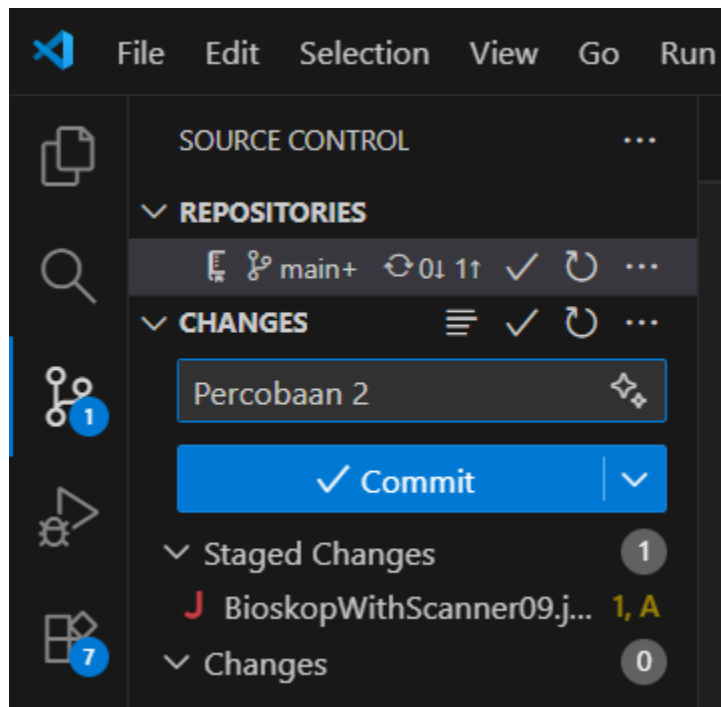 File Edit Selection View Go Run
SOURCE CONTROL ...
REPOSITORIES
main+ 0↓ 1↑ ...
CHANGES ...
Percobaan 2
Commit
1
Staged Changes 1
BioskopWithScanner09.j... 1, A
7
Changes 0